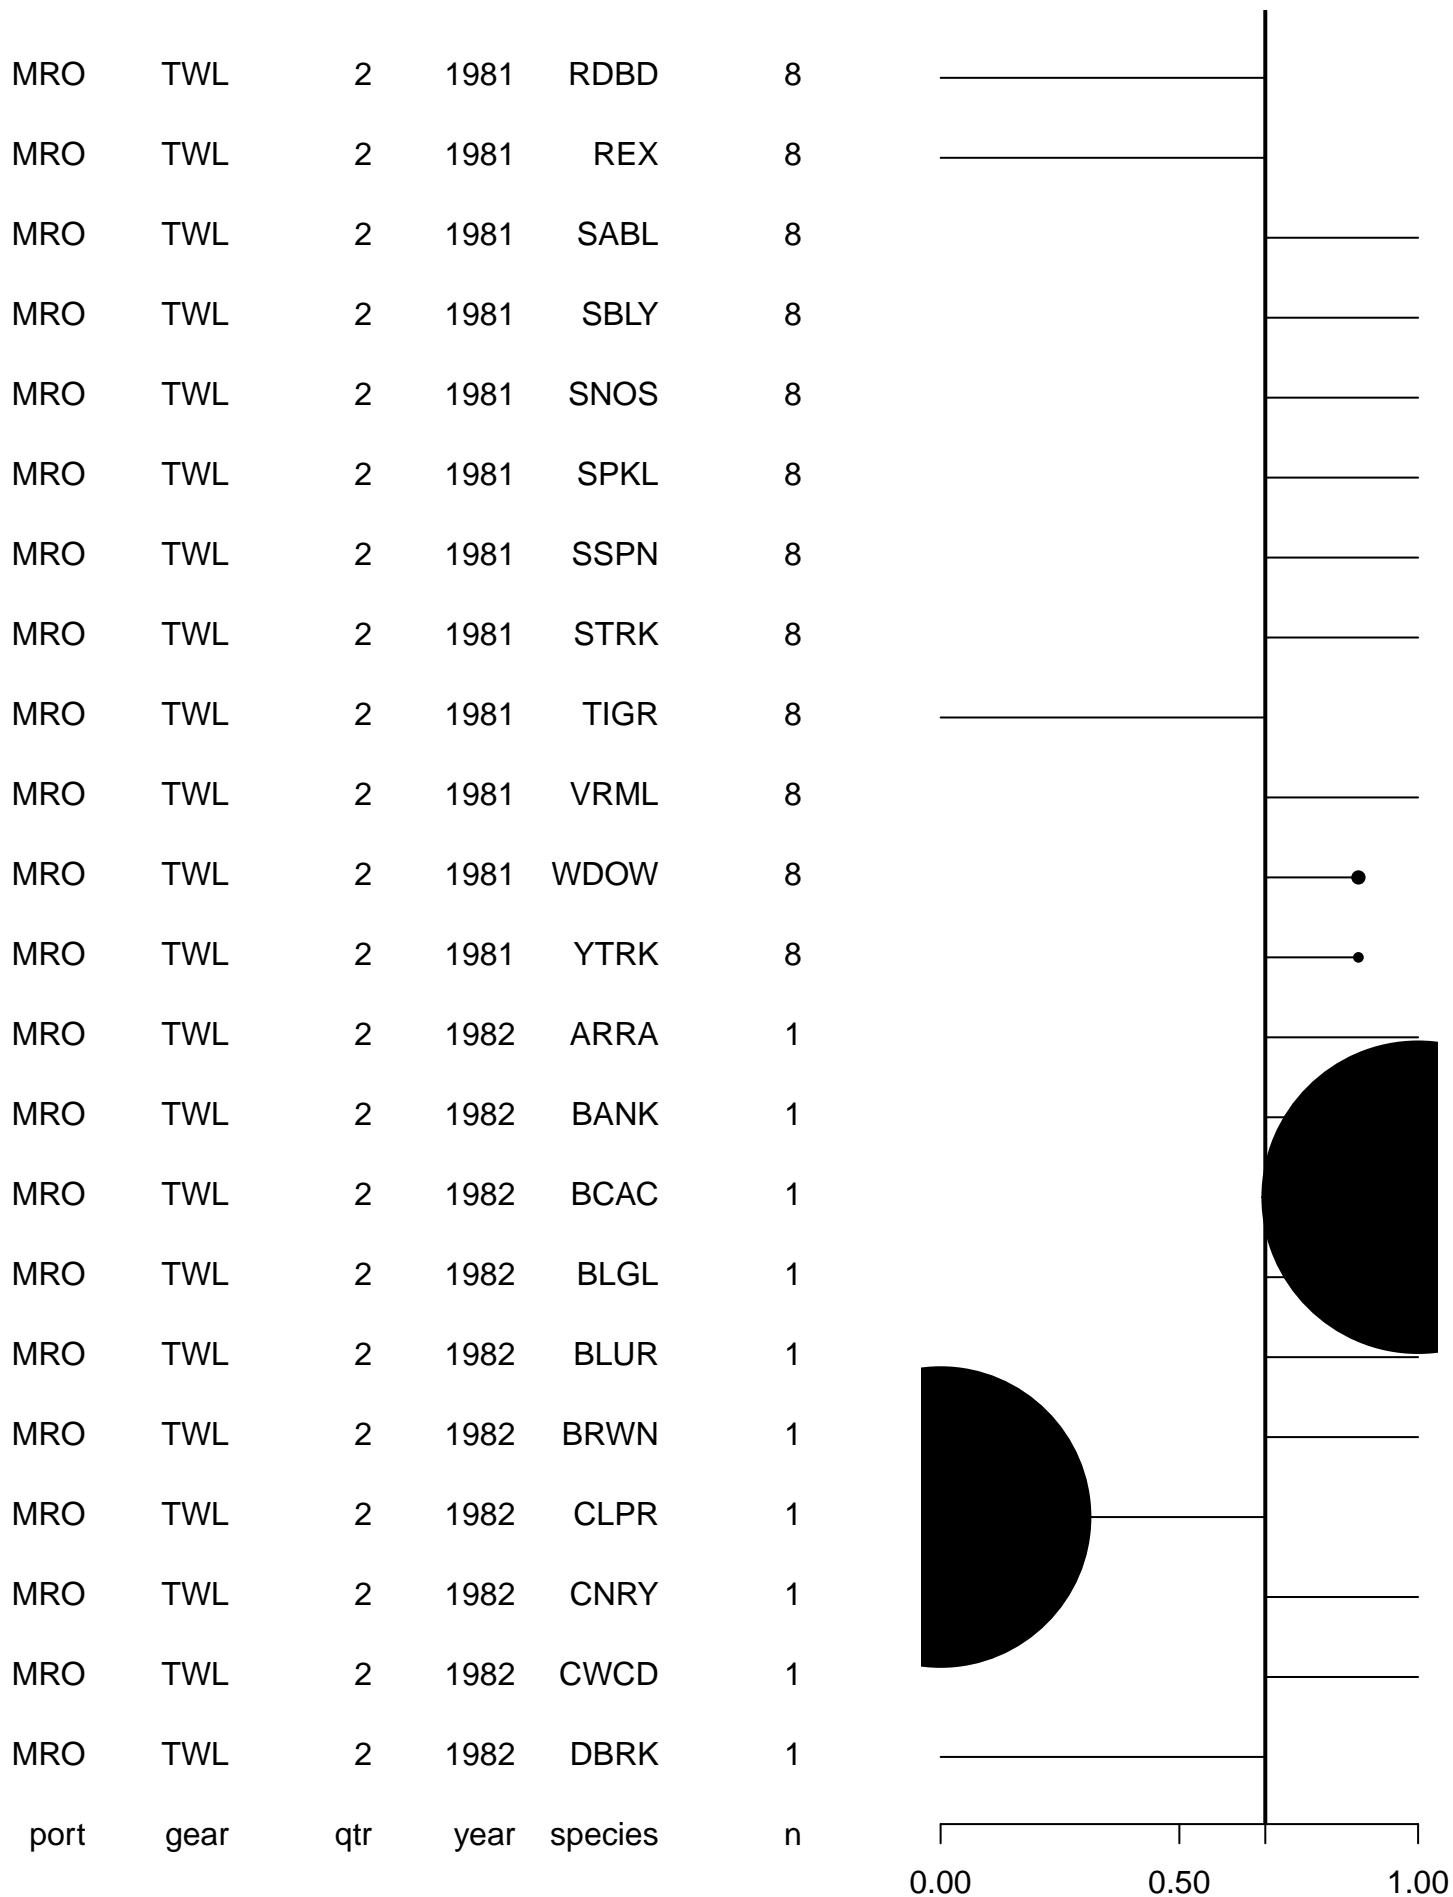 MRO TWL 2 1981 RDBD 8
MRO TWL 2 1981 REX 8
MRO TWL 2 1981 SABL 8
MRO TWL 2 1981 SBLY 8
MRO TWL 2 1981 SNOS 8
MRO TWL 2 1981 SPKL 8
MRO TWL 2 1981 SSPN 8
MRO TWL 2 1981 STRK 8
MRO TWL 2 1981 TIGR 8
MRO TWL 2 1981 VRML 8
MRO TWL 2 1981 WDOW 8
MRO TWL 2 1981 YTRK 8
MRO TWL 2 1982 ARRA 1
MRO TWL 2 1982 BANK 1
MRO TWL 2 1982 BCAC 1
MRO TWL 2 1982 BLGL 1
MRO TWL 2 1982 BLUR 1
MRO TWL 2 1982 BRWN 1
MRO TWL 2 1982 CLPR 1
MRO TWL 2 1982 CNRY 1
MRO TWL 2 1982 CWCD 1
MRO TWL 2 1982 DBRK 1
port gear qtr year species n
0.00 0.50 1.00